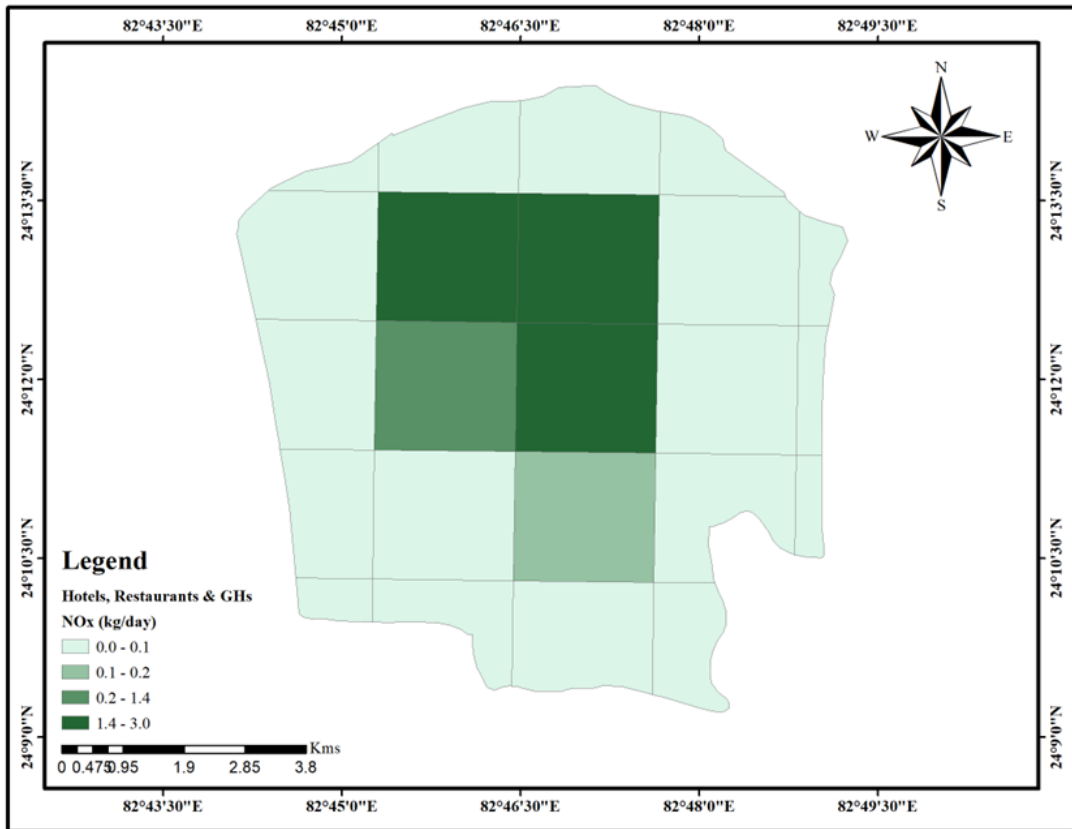 82°43'30"E 82°45'0"E 82°46'30"E 82°48'0"E 82°49'30"E
N
W E
S
24°13'30"N 24°13'30"N
24°12'0"N 24°12'0"N
24°10'30"N 24°10'30"N
24°9'0"N 24°9'0"N
Legend
Hotels, Restaurants & GHs
NOx (kg/day)
0.0 - 0.1
0.1 - 0.2
0.2 - 1.4
1.4 - 3.0
Kms
0 0.475 0.95 1.9 2.85 3.8
82°43'30"E 82°45'0"E 82°46'30"E 82°48'0"E 82°49'30"E